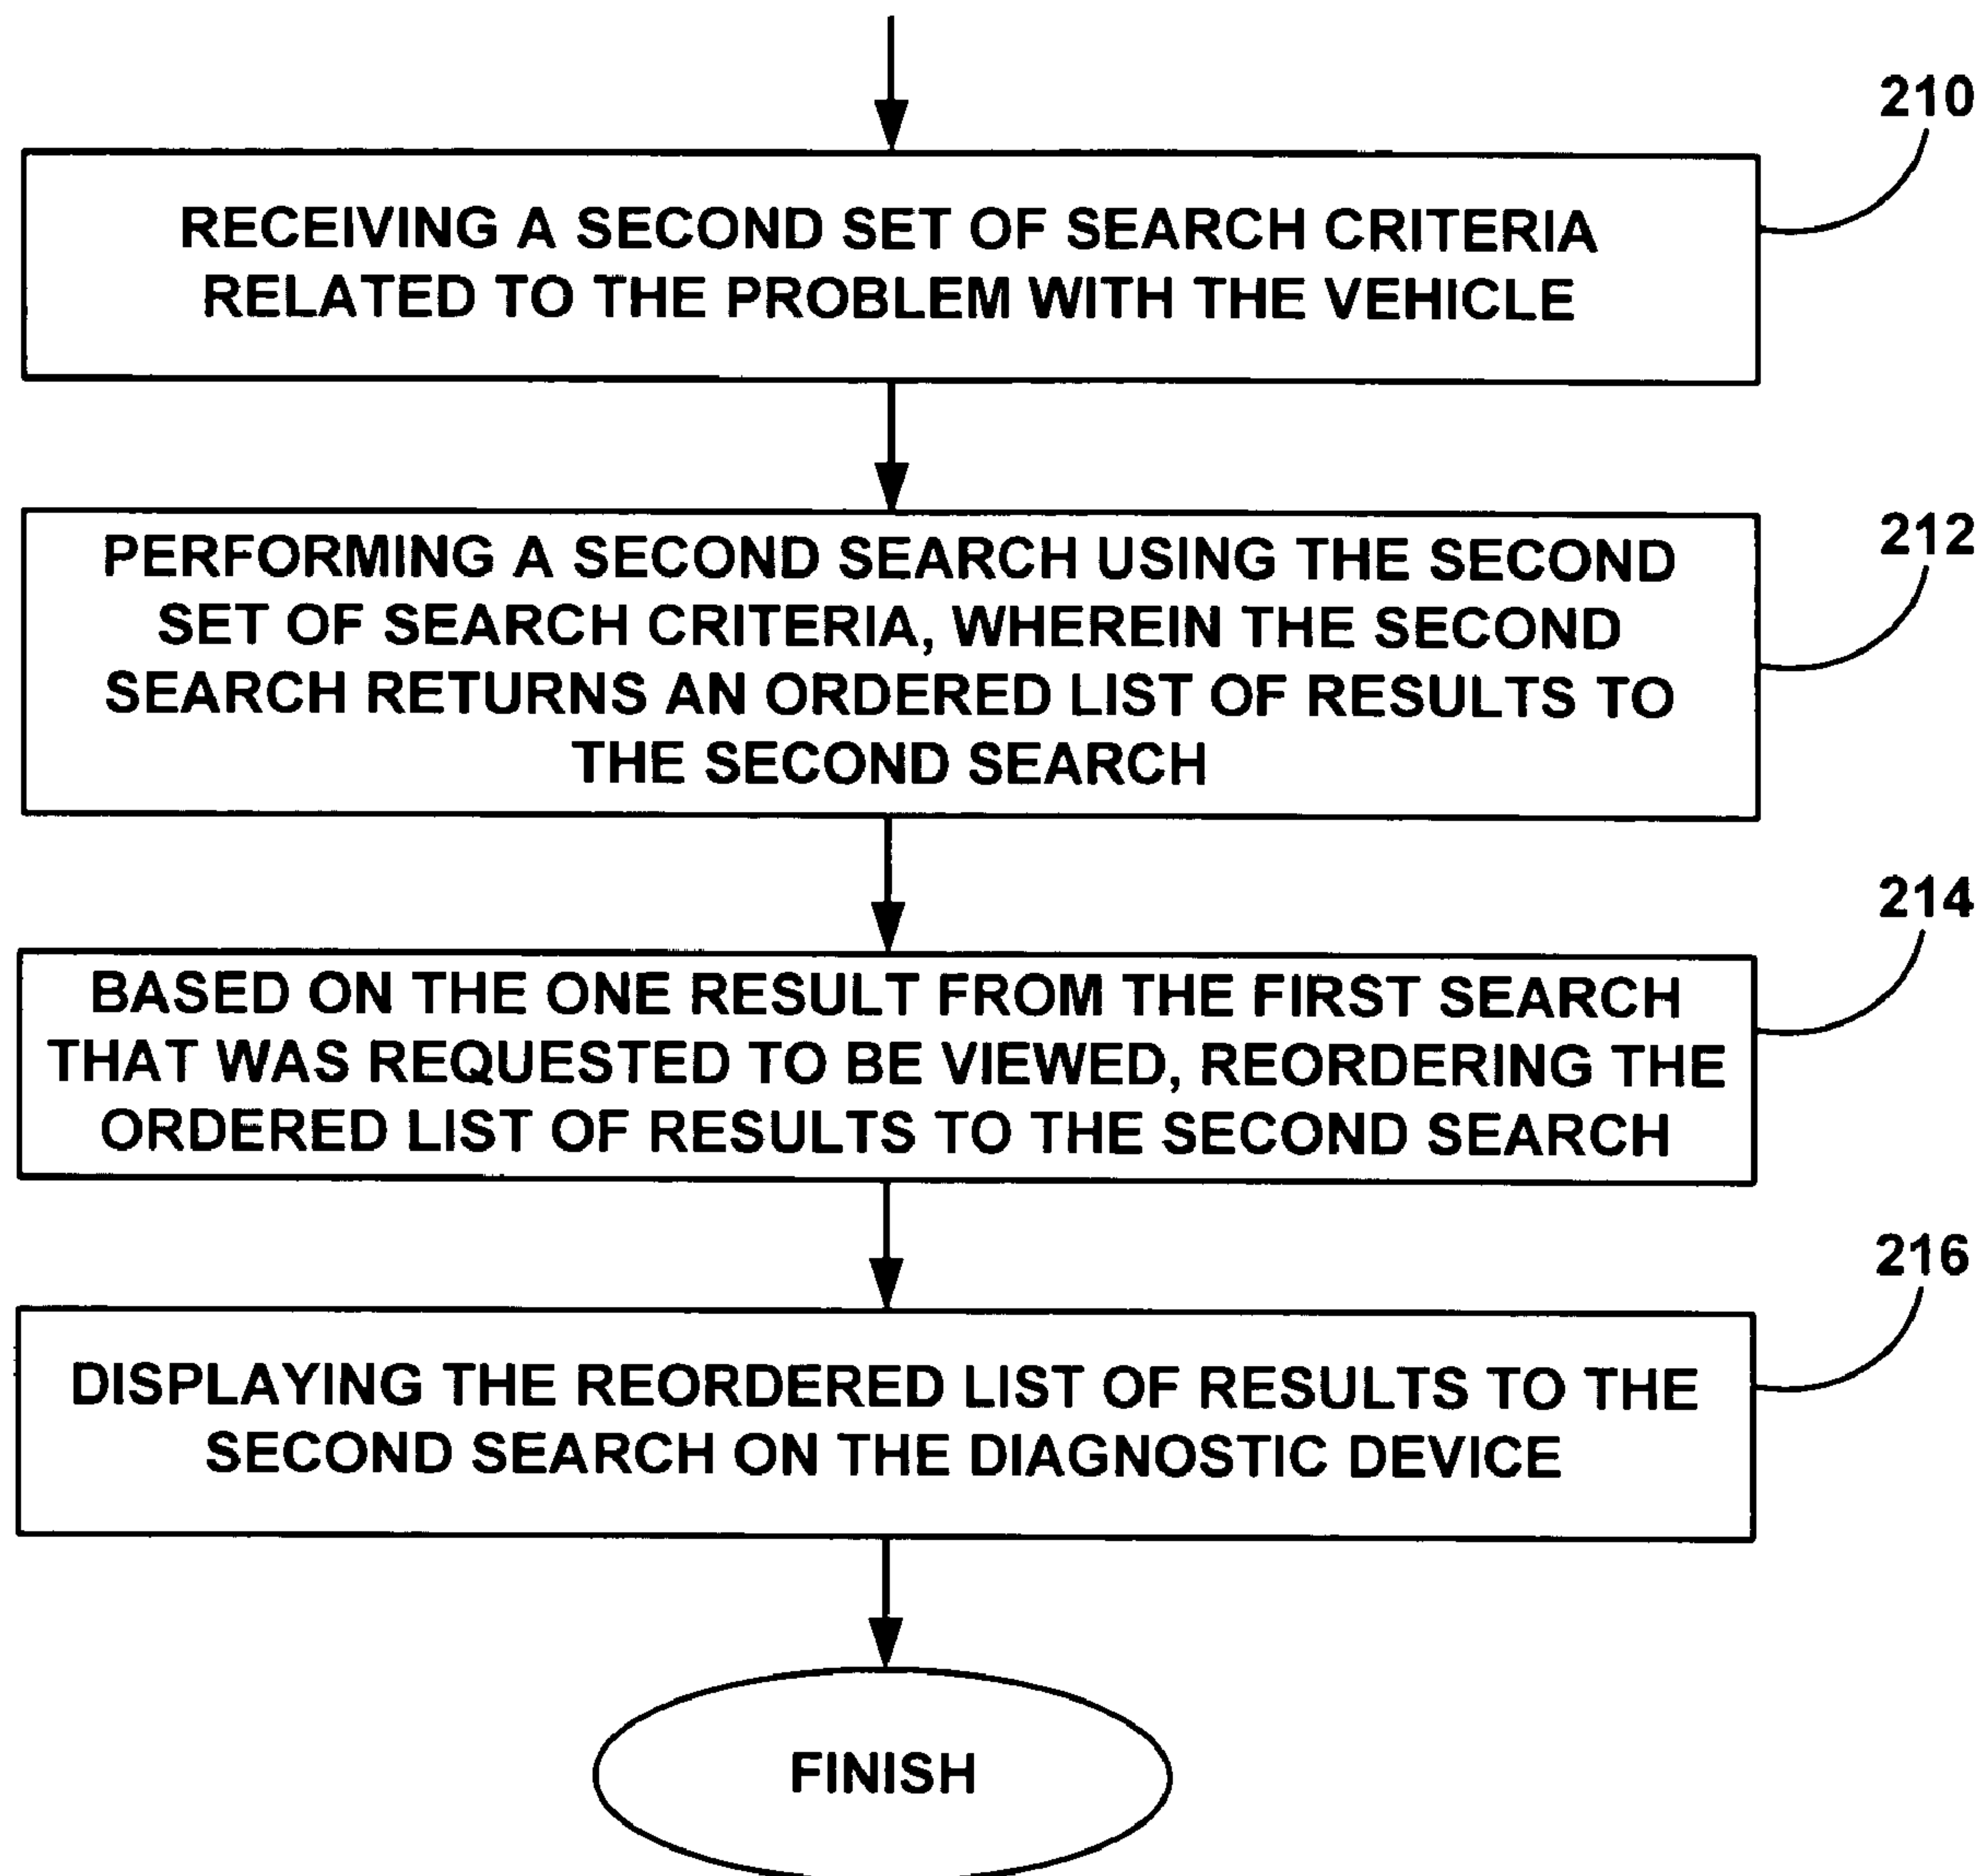 210
RECEIVING A SECOND SET OF SEARCH CRITERIA
RELATED TO THE PROBLEM WITH THE VEHICLE
212
PERFORMING A SECOND SEARCH USING THE SECOND
SET OF SEARCH CRITERIA, WHEREIN THE SECOND
SEARCH RETURNS AN ORDERED LIST OF RESULTS TO
THE SECOND SEARCH
214
BASED ON THE ONE RESULT FROM THE FIRST SEARCH
THAT WAS REQUESTED TO BE VIEWED, REORDERING THE
ORDERED LIST OF RESULTS TO THE SECOND SEARCH
216
DISPLAYING THE REORDERED LIST OF RESULTS TO THE
SECOND SEARCH ON THE DIAGNOSTIC DEVICE
FINISH